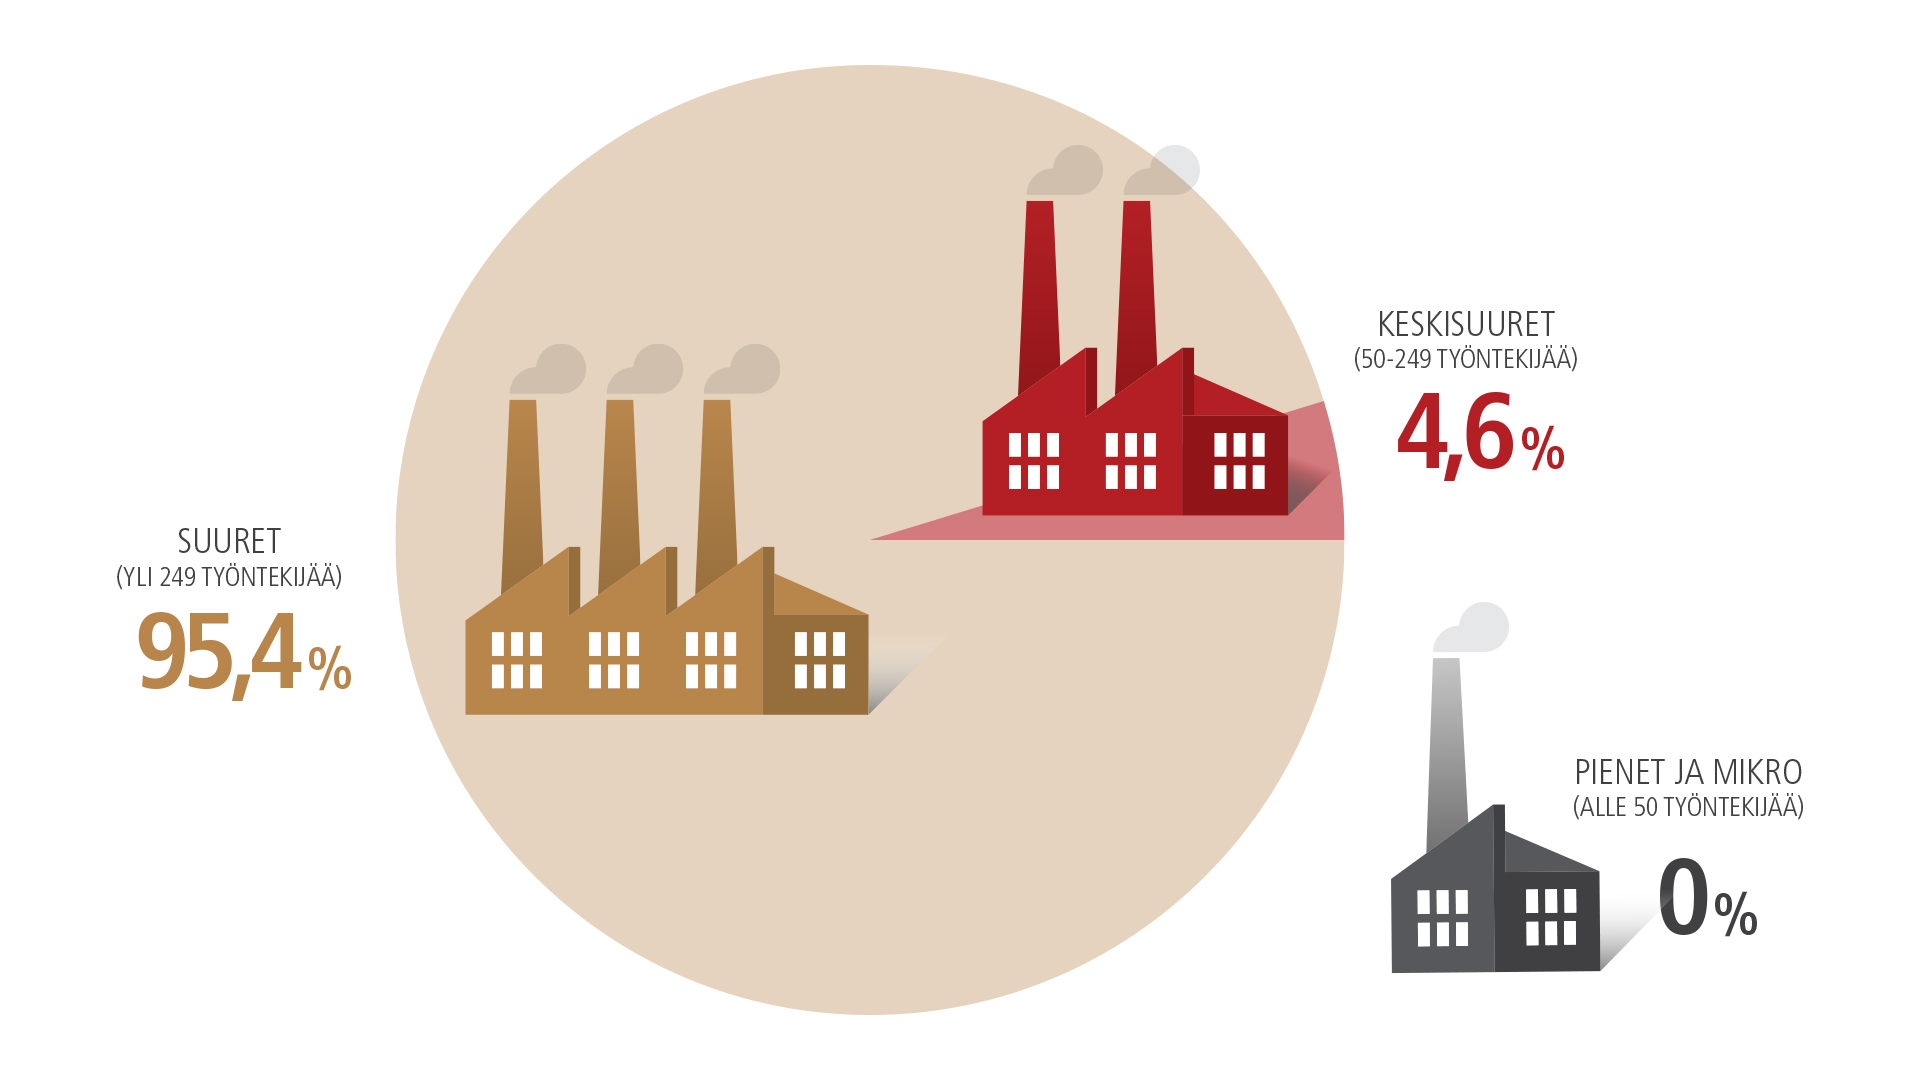 KESKISUURET
(50-249 TYÖNTEKIJÄÄ)
4,6 %
SUURET
(YLI 249 TYÖNTEKIJÄÄ)
95,4 %
PIENET JA MIKRO
(ALLE 50 TYÖNTEKIJÄÄ)
0 %